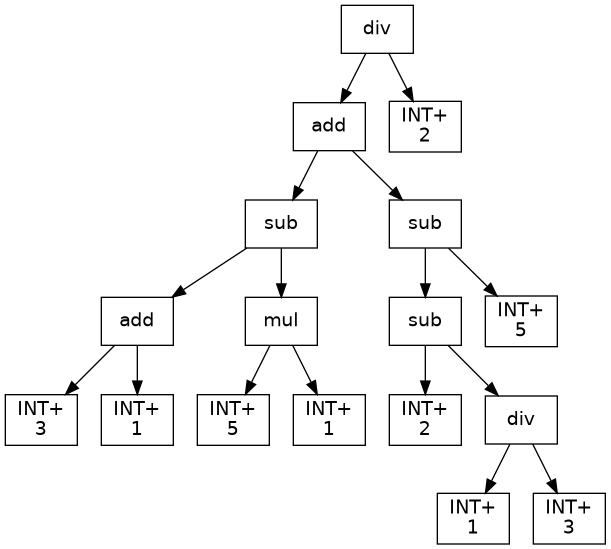 div
add
INT+
2
sub
sub
add
mul
sub
INT+
5
INT+
3
INT+
1
INT+
5
INT+
1
INT+
2
div
INT+
1
INT+
3